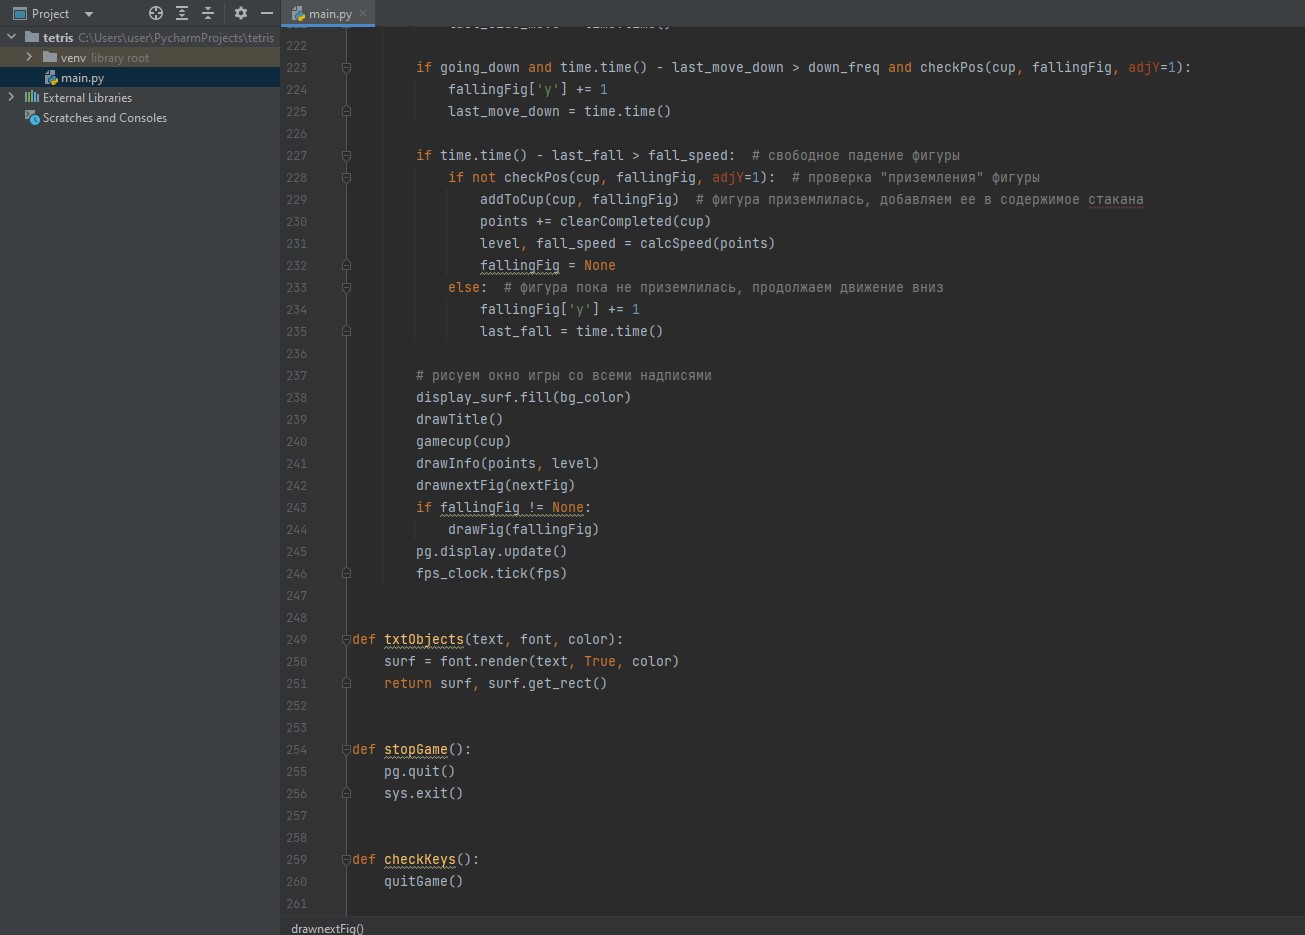 Project
main.py
tetris C:\Users\user\PycharmProjects\tetris
venv library root
main.py
External Libraries
Scratches and Consoles
222
223 if going_down and time.time() - last_move_down > down_freq and checkPos(cup, fallingFig, adjY=1):
224 fallingFig['y'] += 1
225 last_move_down = time.time()
226
227 if time.time() - last_fall > fall_speed:  # свободное падение фигуры
228 if not checkPos(cup, fallingFig, adjY=1):  # проверка "приземления" фигуры
229 addToCup(cup, fallingFig)  # фигура приземлилась, добавляем ее в содержимое стакана
230 points += clearCompleted(cup)
231 level, fall_speed = calcSpeed(points)
232 fallingFig = None
233 else:  # фигура пока не приземлилась, продолжаем движение вниз
234 fallingFig['y'] += 1
235 last_fall = time.time()
236
237 # рисуем окно игры со всеми надписями
238 display_surf.fill(bg_color)
239 drawTitle()
240 gamecup(cup)
241 drawInfo(points, level)
242 drawnextFig(nextFig)
243 if fallingFig != None:
244 drawFig(fallingFig)
245 pg.display.update()
246 fps_clock.tick(fps)
247
248
249 def txtObjects(text, font, color):
250 surf = font.render(text, True, color)
251 return surf, surf.get_rect()
252
253
254 def stopGame():
255 pg.quit()
256 sys.exit()
257
258
259 def checkKeys():
260 quitGame()
261
drawnextFig()